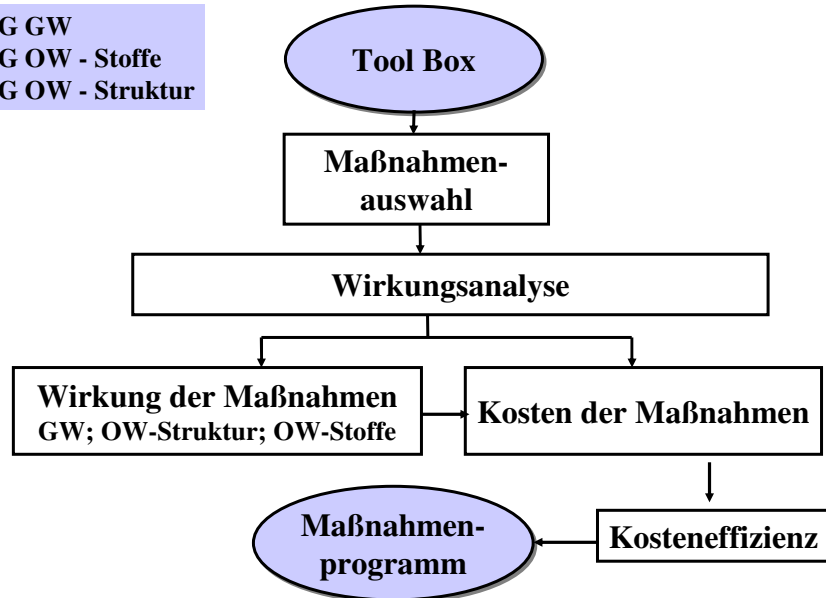 G GW
G OW - Stoffe
G OW - Struktur
Tool Box
Maßnahmen-
auswahl
Wirkungsanalyse
Wirkung der Maßnahmen
GW; OW-Struktur; OW-Stoffe
Kosten der Maßnahmen
Kosteneffizienz
Maßnahmen-
programm